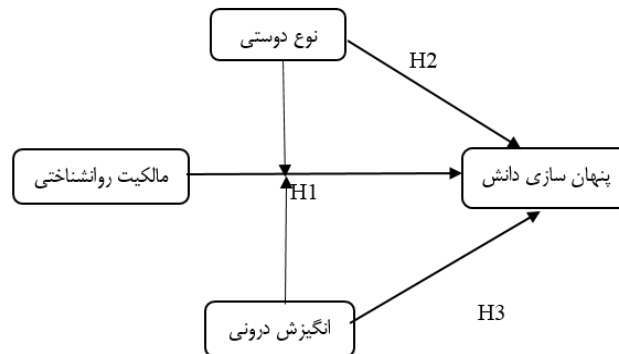 نوع دوستی
H2
مالکیت روانشناختی
پنهان سازی دانش
H1
انگیزش درونی
H3